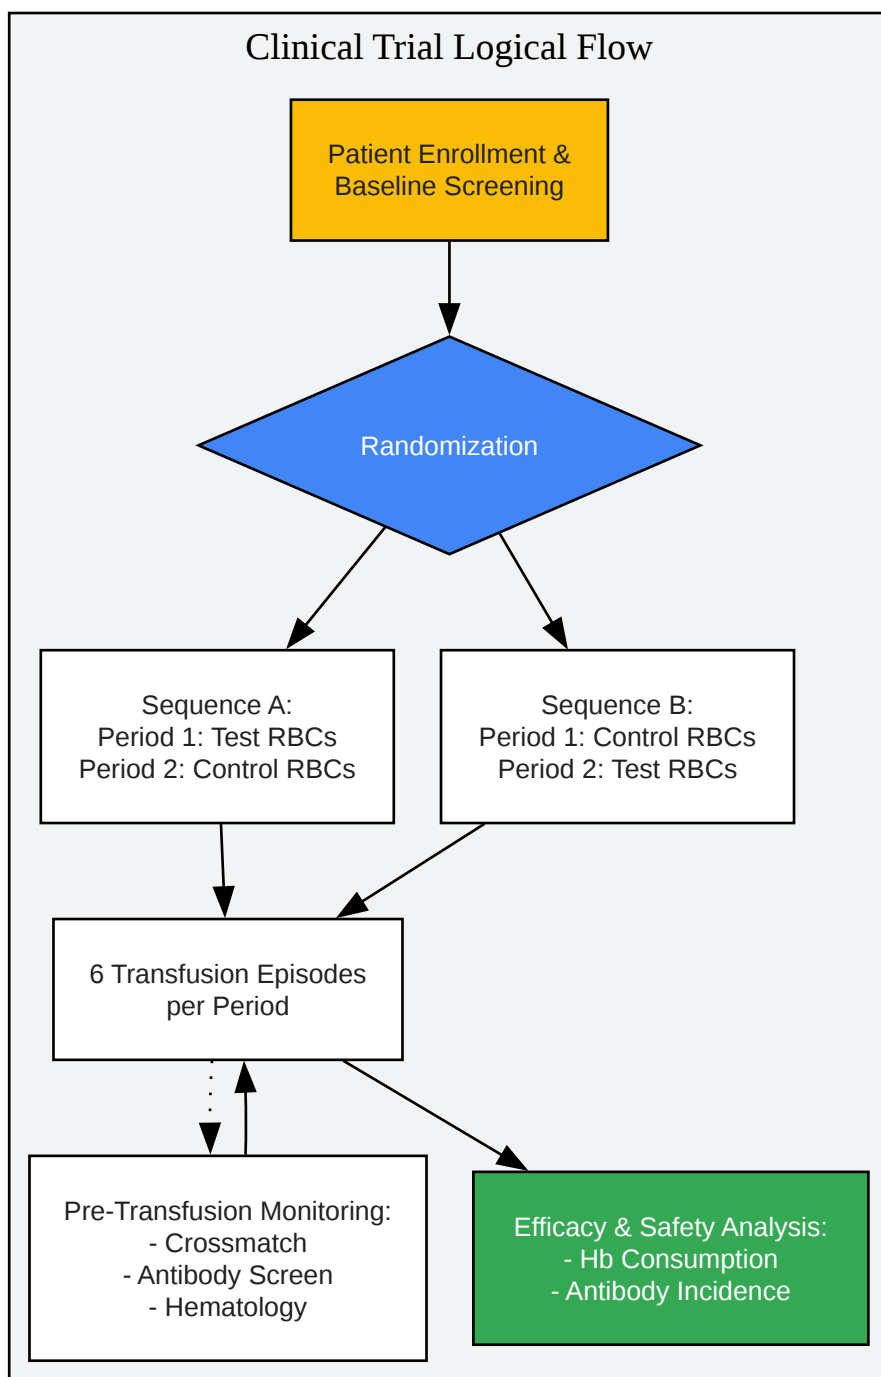 Clinical Trial Logical Flow
Patient Enrollment &
Baseline Screening
Randomization
Sequence A:
Period 1: Test RBCs
Period 2: Control RBCs
Sequence B:
Period 1: Control RBCs
Period 2: Test RBCs
6 Transfusion Episodes
per Period
Pre-Transfusion Monitoring:
- Crossmatch
- Antibody Screen
- Hematology
Efficacy & Safety Analysis:
- Hb Consumption
- Antibody Incidence